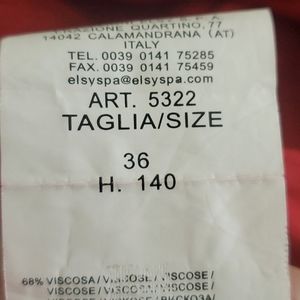 QUARTINO, 77
14042 CALAMANDRANA (AT)
ITALY
TEL. 0039 0141 75285
FAX. 0039 0141 75459
elsyspa@elsyspa.com
ART. 5322
TAGLIA/SIZE
36
H. 140
68% VISCOSA/ VISCOSE/
VISCOSE/